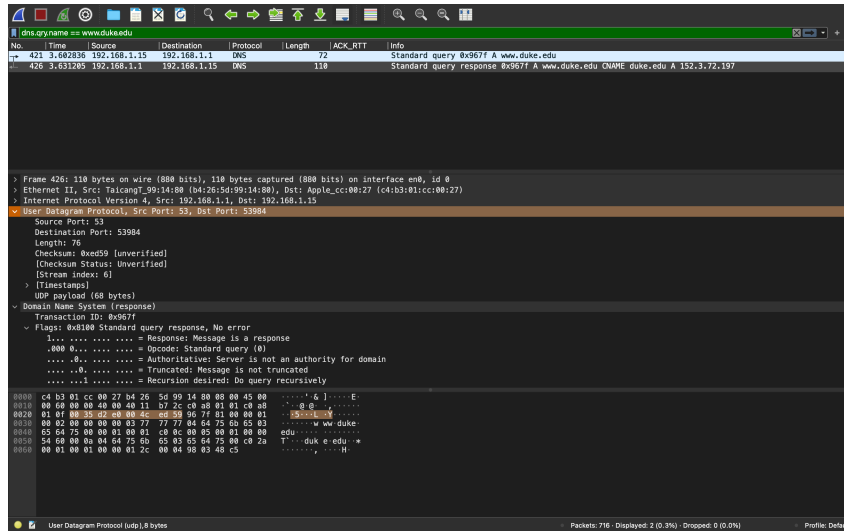 dns.qry.name == www.duke.edu
No. Time Source Destination Protocol Length ACK_RTT Info
421 3.602836 192.168.1.15 192.168.1.1 DNS 72 Standard query 0x967f A www.duke.edu
426 3.631205 192.168.1.1 192.168.1.15 DNS 110 Standard query response 0x967f A www.duke.edu CNAME duke.edu A 152.3.72.197
> Frame 426: 110 bytes on wire (880 bits), 110 bytes captured (880 bits) on interface en0, id 0
> Ethernet II, Src: TaicangT_99:14:80 (b4:26:5d:99:14:80), Dst: Apple_cc:00:27 (c4:b3:01:cc:00:27)
> Internet Protocol Version 4, Src: 192.168.1.1, Dst: 192.168.1.15
User Datagram Protocol, Src Port: 53, Dst Port: 53984
Source Port: 53
Destination Port: 53984
Length: 76
Checksum: 0xed59 [unverified]
[Checksum Status: Unverified]
[Stream index: 6]
> [Timestamps]
UDP payload (68 bytes)
Domain Name System (response)
Transaction ID: 0x967f
Flags: 0x8100 Standard query response, No error
1... .... .... .... = Response: Message is a response
.000 0... .... .... = Opcode: Standard query (0)
.... .0.. .... .... = Authoritative: Server is not an authority for domain
.... ..0. .... .... = Truncated: Message is not truncated
.... ...1 .... .... = Recursion desired: Do query recursively
0000 c4 b3 01 cc 00 27 b4 26 5d 99 14 80 08 00 45 00 ·····'·& ]·····E·
0010 00 60 00 00 40 00 40 11 b7 2c c0 a8 01 01 c0 a8 ·`··@·@· ·,······
0020 01 0f 00 35 d2 e0 00 4c ed 59 96 7f 81 00 00 01 ···5···L ·Y······
0030 00 02 00 00 00 00 03 77 77 77 04 64 75 6b 65 03 ·······w ww·duke·
0040 65 64 75 00 00 01 00 01 c0 0c 00 05 00 01 00 00 edu····· ········
0050 54 60 00 0a 04 64 75 6b 65 03 65 64 75 00 c0 2a T`···duk e·edu··*
0060 00 01 00 01 00 00 01 2c 00 04 98 03 48 c5 ·······, ····H·
User Datagram Protocol (udp), 8 bytes
Packets: 716 · Displayed: 2 (0.3%) · Dropped: 0 (0.0%)
Profile: Defa